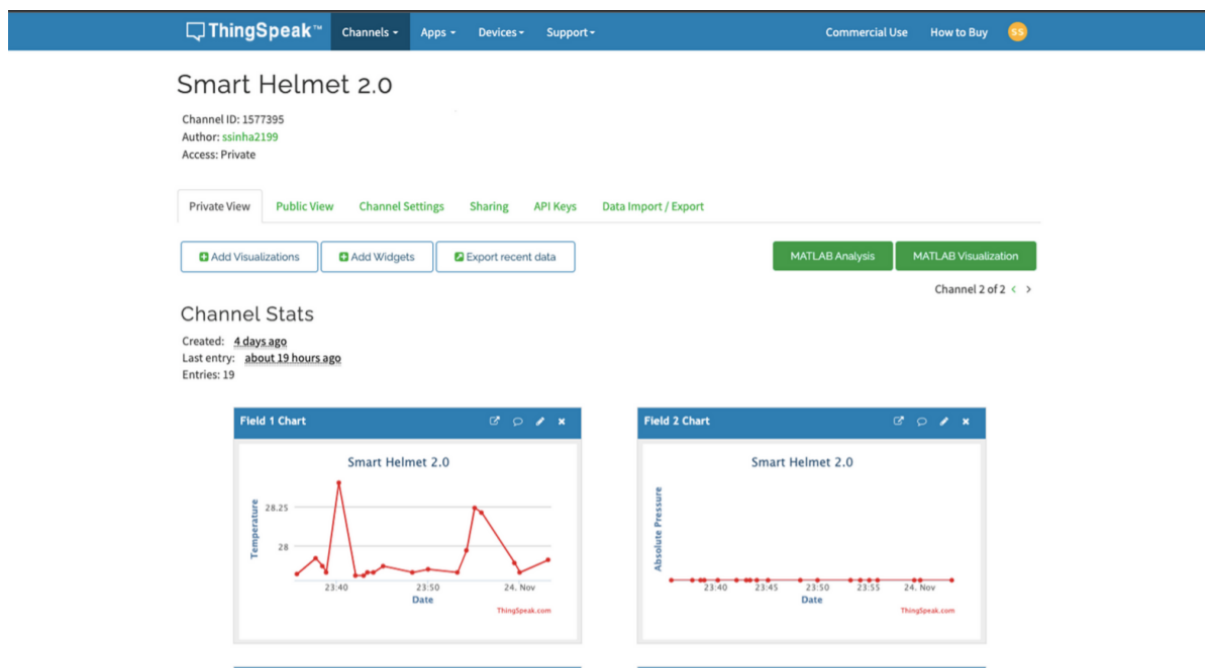 ThingSpeak™ Channels Apps Devices Support Commercial Use How to Buy SS
Smart Helmet 2.0
Channel ID: 1577395
Author: ssinha2199
Access: Private
Private View Public View Channel Settings Sharing API Keys Data Import / Export
Add Visualizations Add Widgets Export recent data MATLAB Analysis MATLAB Visualization
Channel 2 of 2 < >
Channel Stats
Created: 4 days ago
Last entry: about 19 hours ago
Entries: 19
Field 1 Chart
Smart Helmet 2.0
Temperature
28.25
28
23:40 23:50 24. Nov
Date
ThingSpeak.com
Field 2 Chart
Smart Helmet 2.0
Absolute Pressure
23:40 23:45 23:50 23:55 24. Nov
Date
ThingSpeak.com